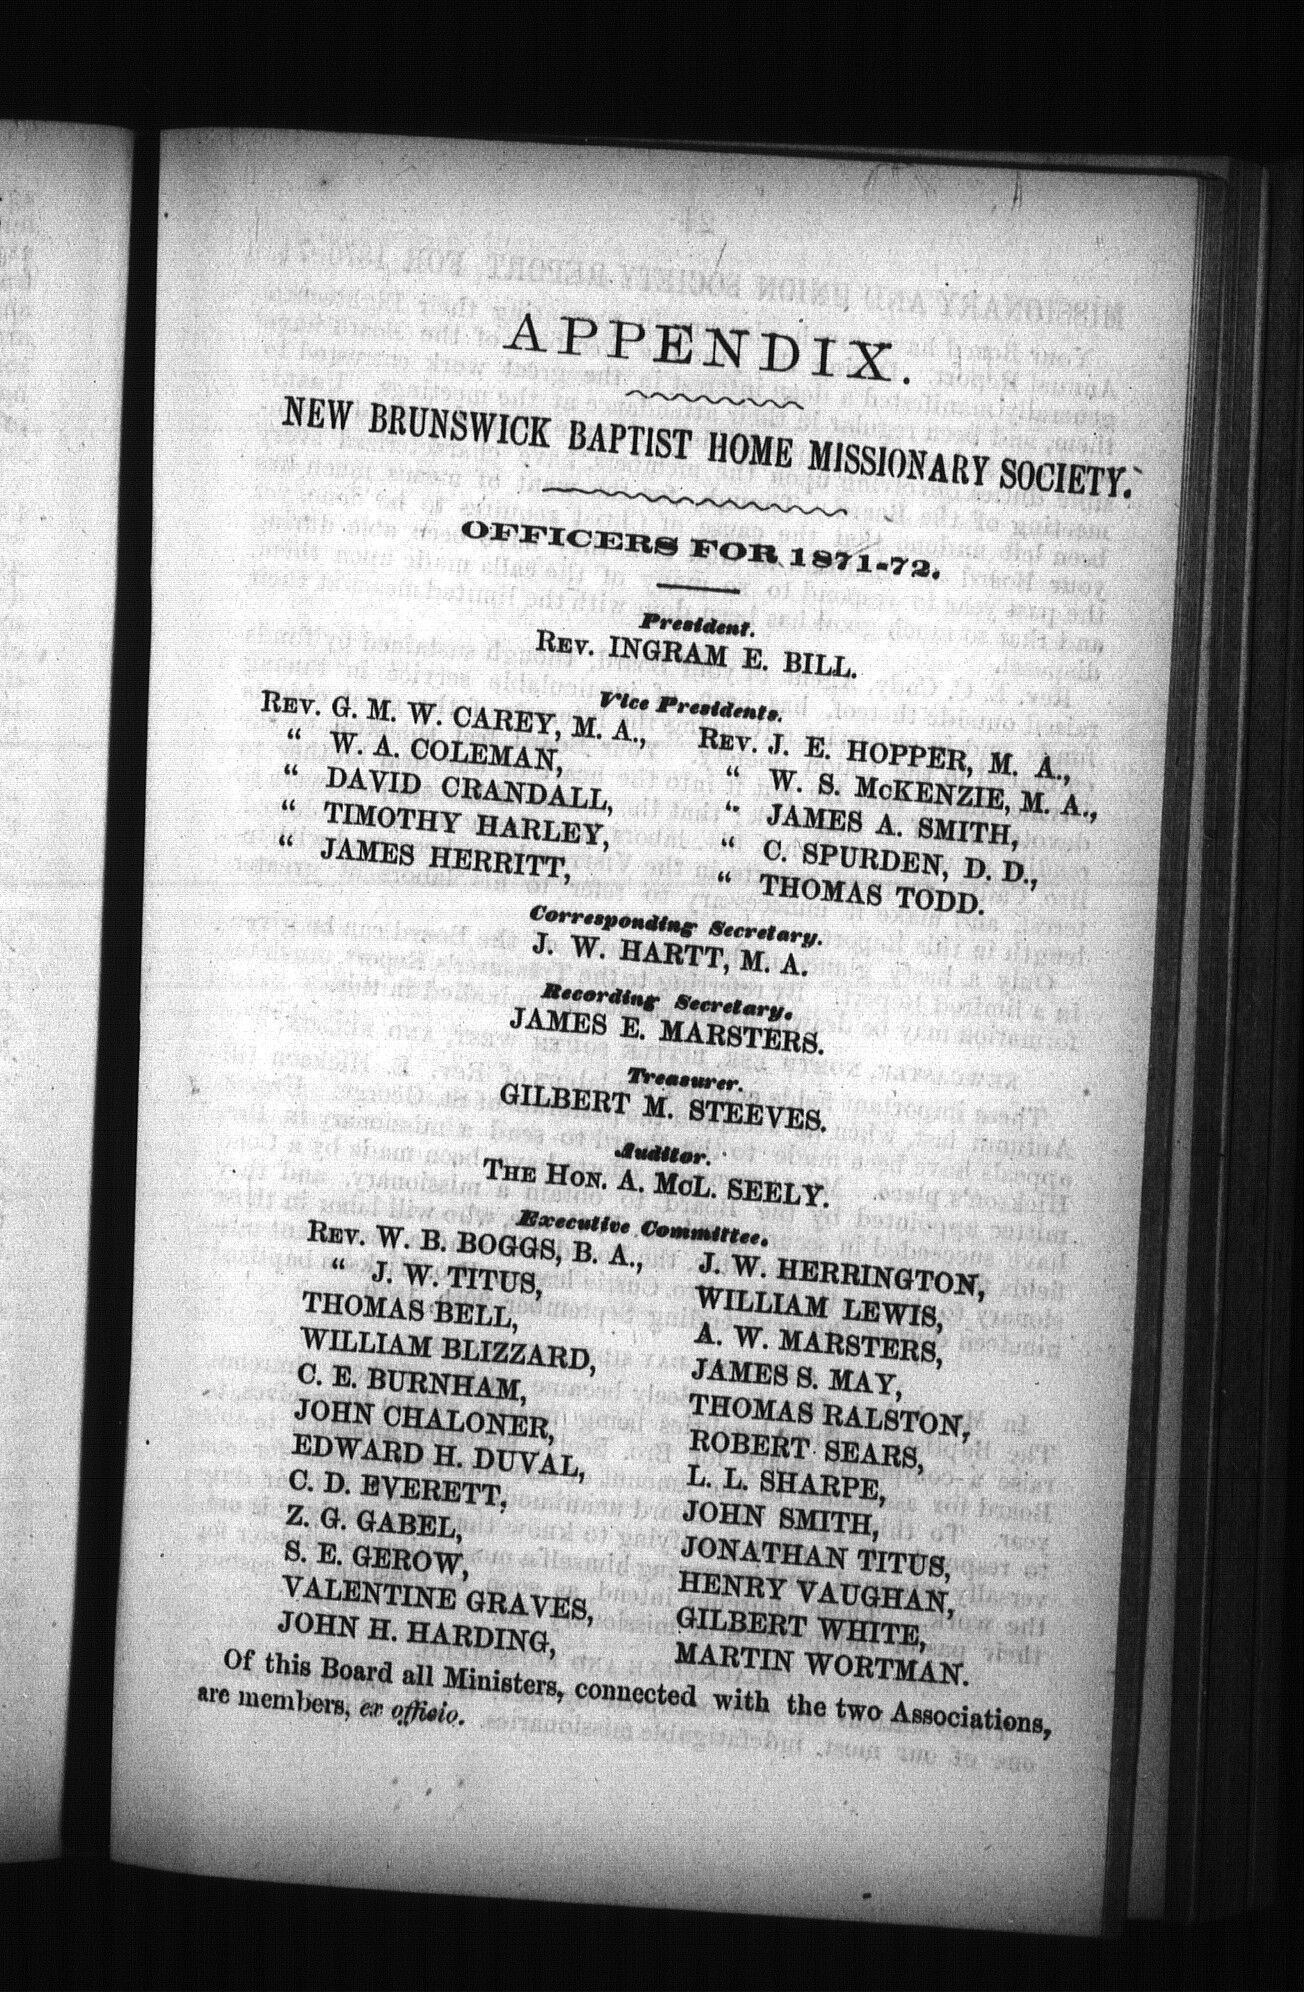 APPENDIX.
NEW BRUNSWICK BAPTIST HOME MISSIONARY SOCIETY.
OFFICERS FOR 1871-72.
President.
REV. INGRAM E. BILL.
Vice Presidents.
REV. G. M. W. CAREY, M. A.,
“ W. A. COLEMAN,
“ DAVID CRANDALL,
“ TIMOTHY HARLEY,
“ JAMES HERRITT,
REV. J. E. HOPPER, M. A.,
“ W. S. MCKENZIE, M. A.,
“ JAMES A. SMITH,
“ C. SPURDEN, D. D.,
“ THOMAS TODD.
Corresponding Secretary.
J. W. HARTT, M. A.
Recording Secretary.
JAMES E. MARSTERS.
Treasurer.
GILBERT M. STEEVES.
Auditor.
THE HON. A. MCL. SEELY.
Executive Committee.
REV. W. B. BOGGS, B. A.,
“ J. W. TITUS,
THOMAS BELL,
WILLIAM BLIZZARD,
C. E. BURNHAM,
JOHN CHALONER,
EDWARD H. DUVAL,
C. D. EVERETT,
Z. G. GABEL,
S. E. GEROW,
VALENTINE GRAVES,
JOHN H. HARDING,
J. W. HERRINGTON,
WILLIAM LEWIS,
A. W. MARSTERS,
JAMES S. MAY,
THOMAS RALSTON,
ROBERT SEARS,
L. L. SHARPE,
JOHN SMITH,
JONATHAN TITUS,
HENRY VAUGHAN,
GILBERT WHITE,
MARTIN WORTMAN.
Of this Board all Ministers, connected with the two Associations,
are members, ex officio.